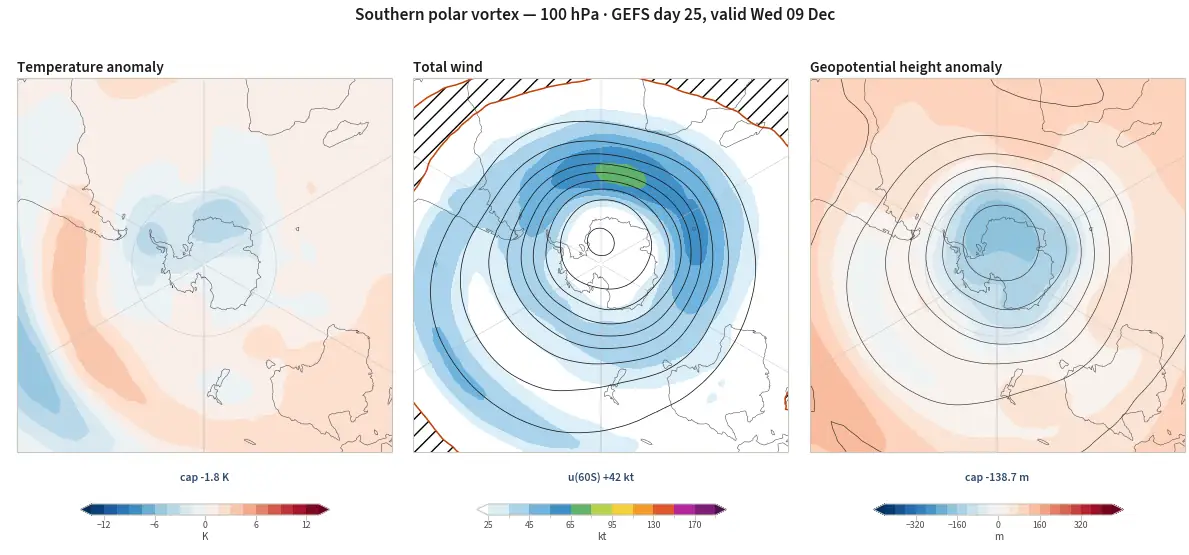 Southern polar vortex — 100 hPa · GEFS day 25, valid Wed 09 Dec
Temperature anomaly
Total wind
Geopotential height anomaly
cap -1.8 K
u(60S) +42 kt
cap -138.7 m
−12 −6 0 6 12
K
25 45 65 85 105 130 170
kt
−320 −160 0 160 320
m